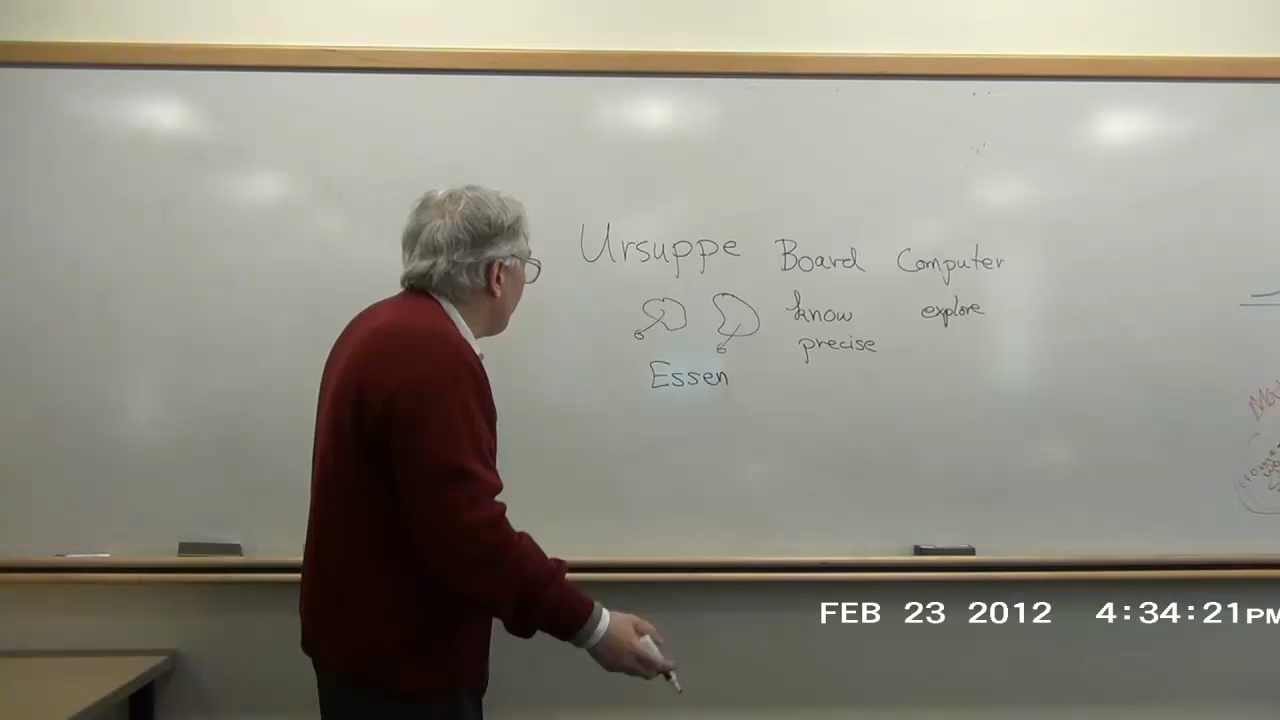 Ursuppe Board Computer
know explore
precise
Essen
FEB 23 2012 4:34:21PM